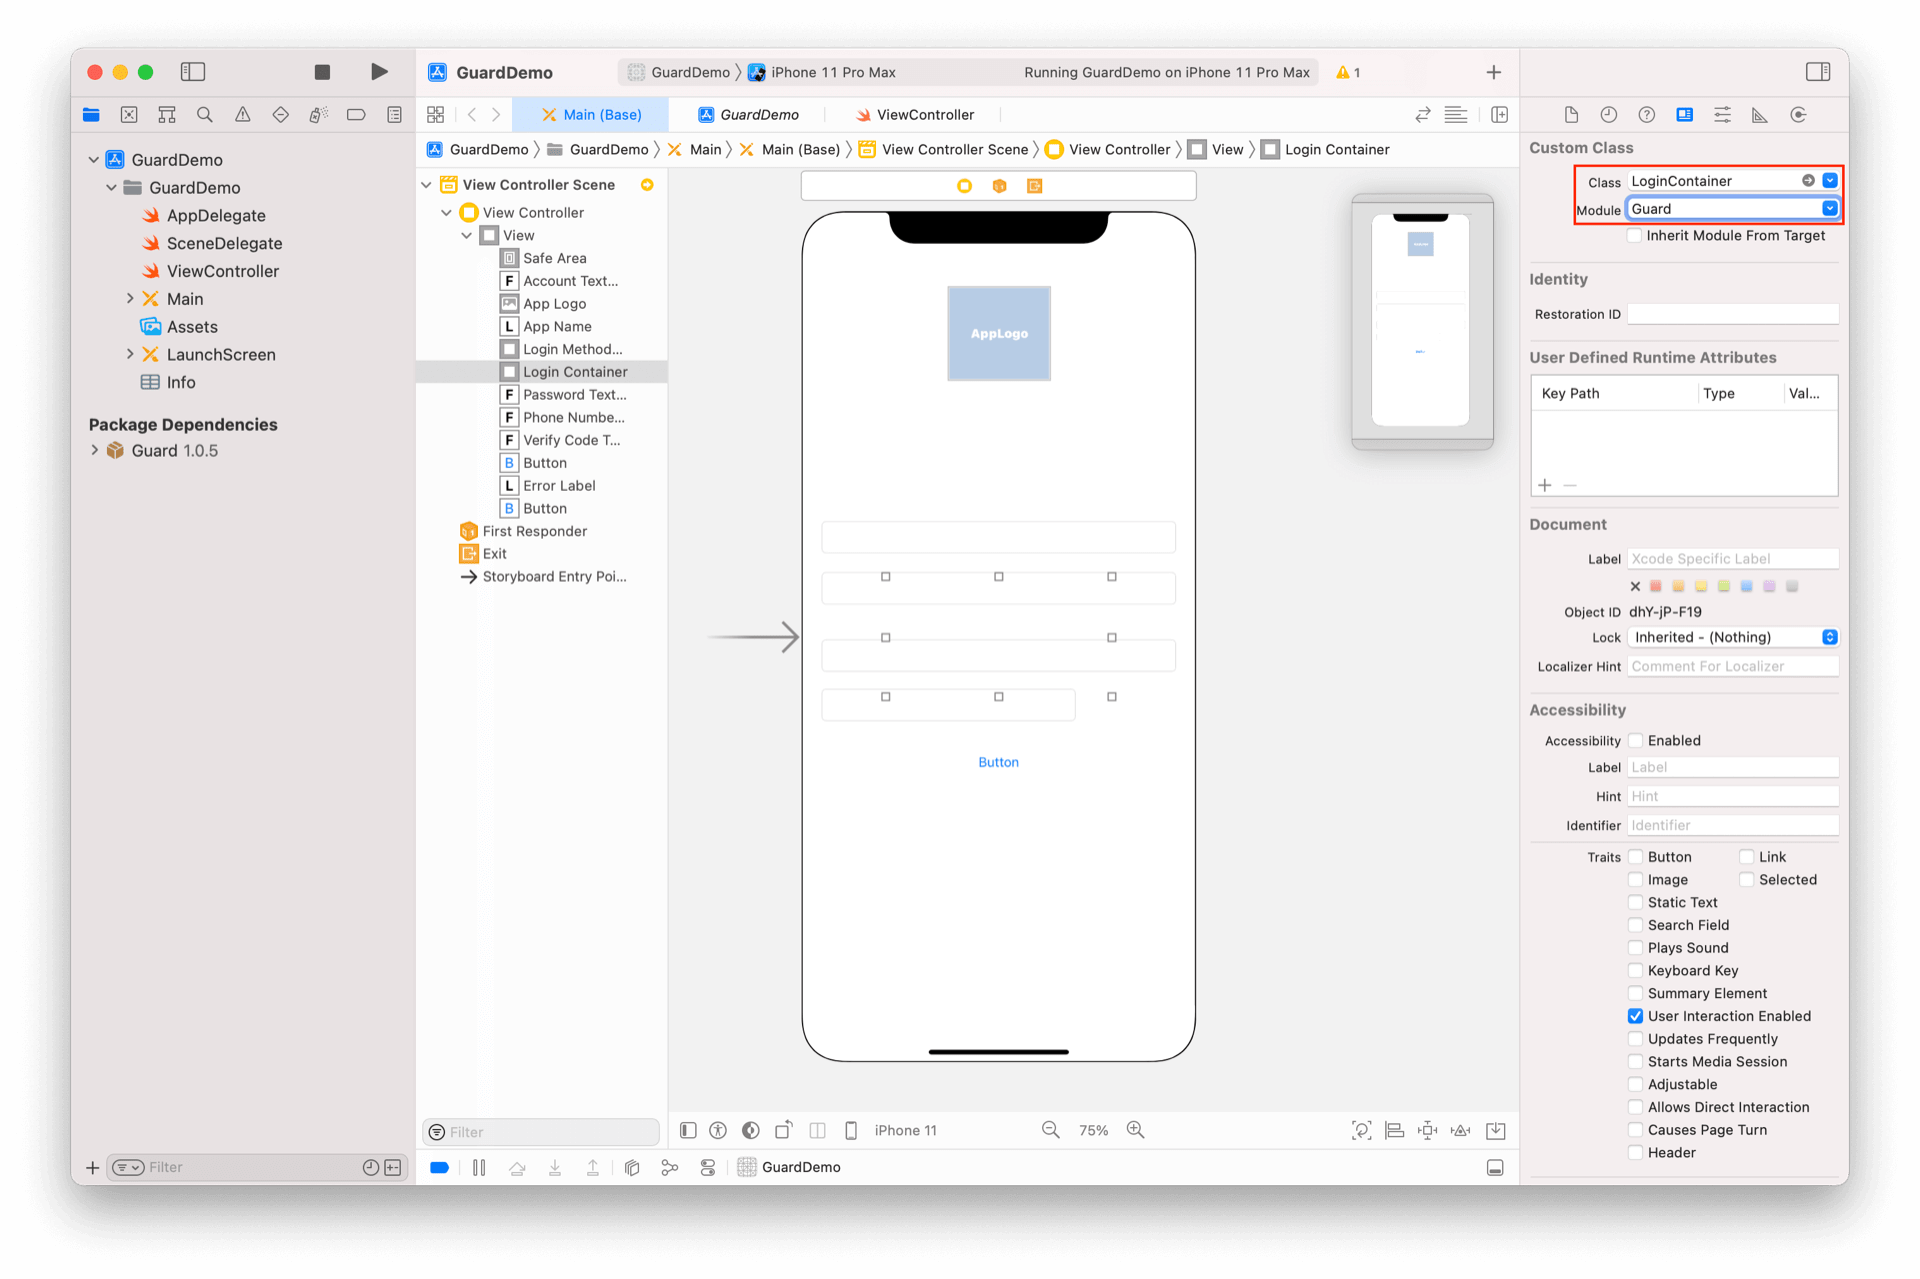 GuardDemo
GuardDemo
AppDelegate
SceneDelegate
ViewController
Main
Assets
LaunchScreen
Info
Package Dependencies
Guard 1.0.5
Filter
GuardDemo
GuardDemo
iPhone 11 Pro Max
Running GuardDemo on iPhone 11 Pro Max
1
Main (Base)
GuardDemo
ViewController
GuardDemo
GuardDemo
Main
Main (Base)
View Controller Scene
View Controller
View
Login Container
View Controller Scene
View Controller
View
Safe Area
F Account Text...
App Logo
L App Name
Login Method...
Login Container
F Password Text...
F Phone Numbe...
F Verify Code T...
B Button
L Error Label
B Button
First Responder
Exit
Storyboard Entry Poi...
Filter
AppLogo
Button
iPhone 11
75%
GuardDemo
Custom Class
Class LoginContainer
Module Guard
Inherit Module From Target
Identity
Restoration ID
User Defined Runtime Attributes
Key Path Type Val...
Document
Label Xcode Specific Label
Object ID dhY-jP-F19
Lock Inherited - (Nothing)
Localizer Hint Comment For Localizer
Accessibility
Accessibility Enabled
Label Label
Hint Hint
Identifier Identifier
Traits Button Link
Image Selected
Static Text
Search Field
Plays Sound
Keyboard Key
Summary Element
User Interaction Enabled
Updates Frequently
Starts Media Session
Adjustable
Allows Direct Interaction
Causes Page Turn
Header